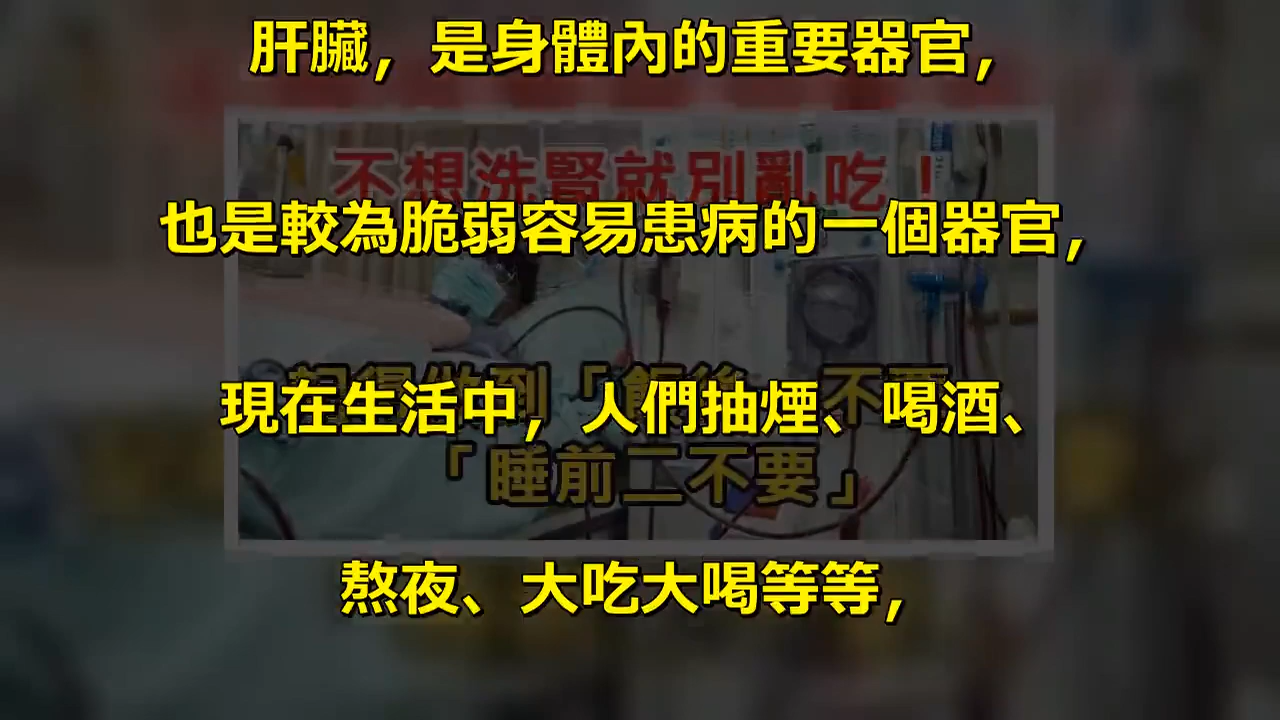 肝臟，是身體內的重要器官，
不想洗腎就別亂吃！
也是較為脆弱容易患病的一個器官，
現在生活中，人們抽煙、喝酒、
「睡前二不要」
熬夜、大吃大喝等等，